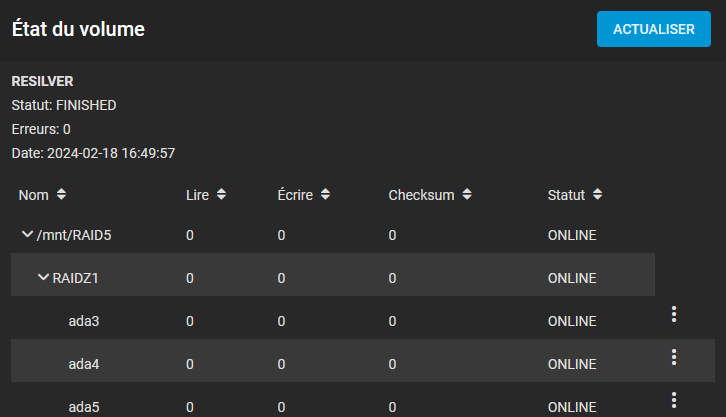 État du volume
ACTUALISER
RESILVER
Statut: FINISHED
Erreurs: 0
Date: 2024-02-18 16:49:57
Nom Lire Écrire Checksum Statut
/mnt/RAID5 0 0 0 ONLINE
RAIDZ1 0 0 0 ONLINE
ada3 0 0 0 ONLINE
ada4 0 0 0 ONLINE
ada5 0 0 0 ONLINE